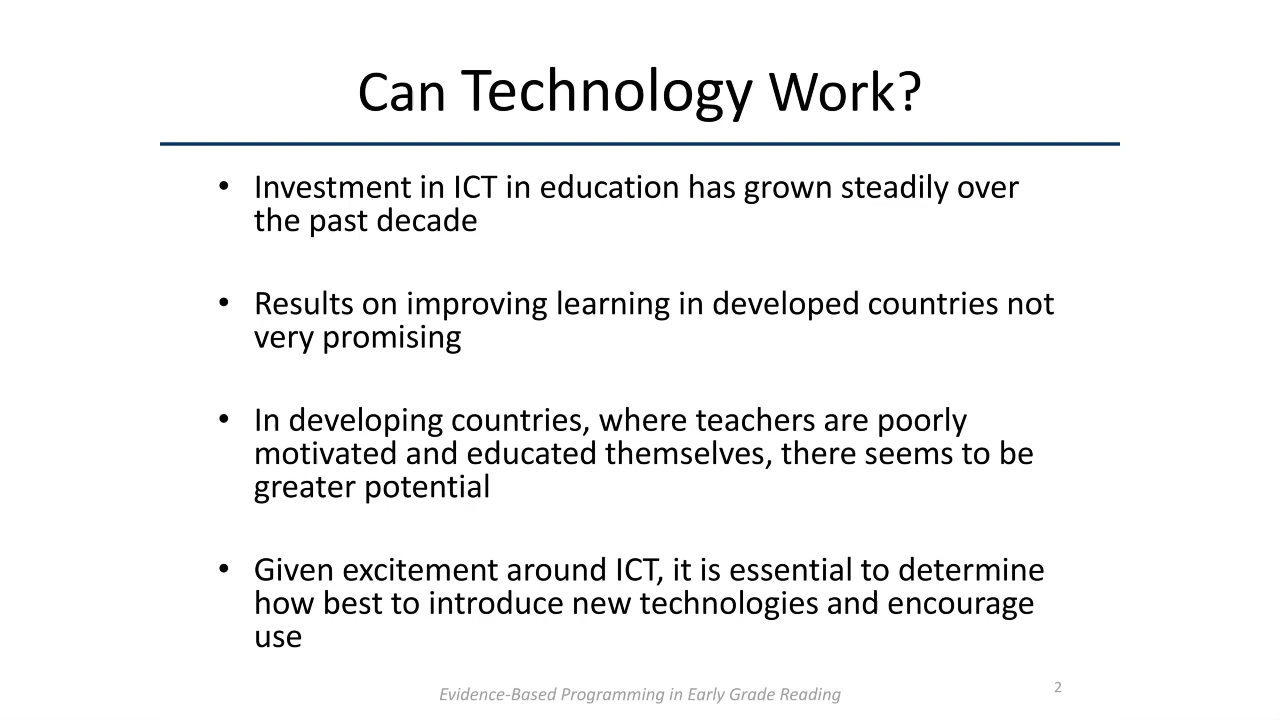 Can Technology Work?
• Investment in ICT in education has grown steadily over
the past decade
• Results on improving learning in developed countries not
very promising
• In developing countries, where teachers are poorly
motivated and educated themselves, there seems to be
greater potential
• Given excitement around ICT, it is essential to determine
how best to introduce new technologies and encourage
use
Evidence-Based Programming in Early Grade Reading
2